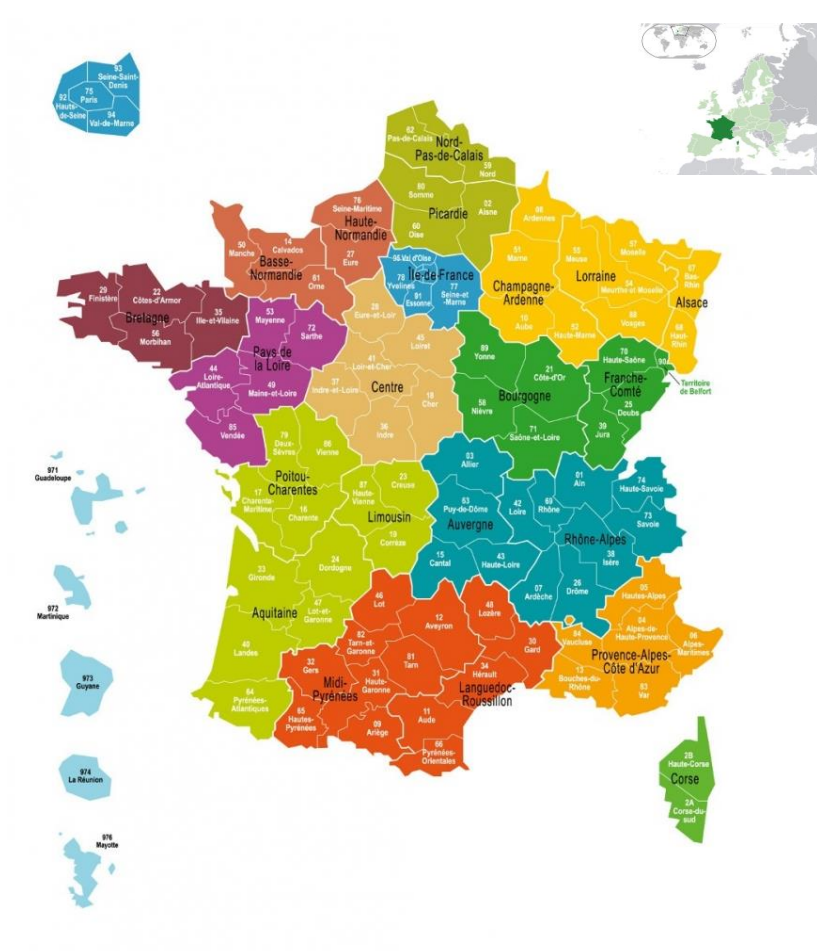 93
Seine-Saint-
Denis
75
Paris
92
Hauts-
de-Seine
94
Val-de-Marne
62
Pas-de-Calais
Nord-
Pas-de-Calais
59
Nord
80
Somme
02
Aisne
Picardie
60
Oise
76
Seine-Maritime
Haute-
Normandie
27
Eure
50
Manche
14
Calvados
Basse-
Normandie
61
Orne
95 Val d'Oise
Île-de-France
78
Yvelines
91
Essonne
77
Seine-et
-Marne
08
Ardennes
51
Marne
Champagne-
Ardenne
10
Aube
52
Haute-Marne
55
Meuse
57
Moselle
Lorraine
54
Meurthe-et-Moselle
88
Vosges
67
Bas-
Rhin
Alsace
68
Haut-
Rhin
29
Finistère
22
Côtes-d'Armor
Bretagne
35
Ille-et-Vilaine
56
Morbihan
53
Mayenne
72
Sarthe
Pays de
la Loire
44
Loire-
Atlantique
49
Maine-et-Loire
85
Vendée
28
Eure-et-Loir
45
Loiret
41
Loir-et-Cher
37
Indre-et-Loire
Centre
18
Cher
36
Indre
89
Yonne
21
Côte-d'Or
Bourgogne
58
Nièvre
71
Saône-et-Loire
70
Haute-Saône
90
Territoire
de Belfort
Franche-
Comté
25
Doubs
39
Jura
79
Deux-
Sèvres
86
Vienne
Poitou-
Charentes
17
Charente-
Maritime
16
Charente
87
Haute-
Vienne
23
Creuse
Limousin
19
Corrèze
03
Allier
63
Puy-de-Dôme
Auvergne
15
Cantal
43
Haute-Loire
42
Loire
69
Rhône
01
Ain
74
Haute-Savoie
73
Savoie
Rhône-Alpes
38
Isère
07
Ardèche
26
Drôme
33
Gironde
24
Dordogne
Aquitaine
47
Lot-et-
Garonne
40
Landes
64
Pyrénées-
Atlantiques
46
Lot
12
Aveyron
82
Tarn-et-
Garonne
81
Tarn
32
Gers
31
Haute-
Garonne
Midi-
Pyrénées
65
Hautes-
Pyrénées
09
Ariège
48
Lozère
30
Gard
34
Hérault
Languedoc-
Roussillon
11
Aude
66
Pyrénées-
Orientales
05
Hautes-Alpes
04
Alpes-de-
Haute-Provence
06
Alpes-
Maritimes
84
Vaucluse
Provence-Alpes-
Côte d'Azur
13
Bouches-du-
Rhône
83
Var
2B
Haute-Corse
Corse
2A
Corse-du-
sud
971
Guadeloupe
972
Martinique
973
Guyane
974
La Réunion
976
Mayotte